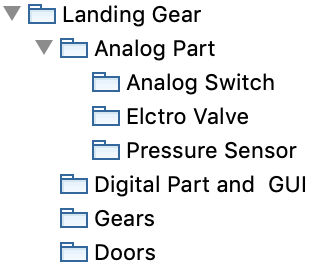 Landing Gear
Analog Part
Analog Switch
Elctro Valve
Pressure Sensor
Digital Part and  GUI
Gears
Doors